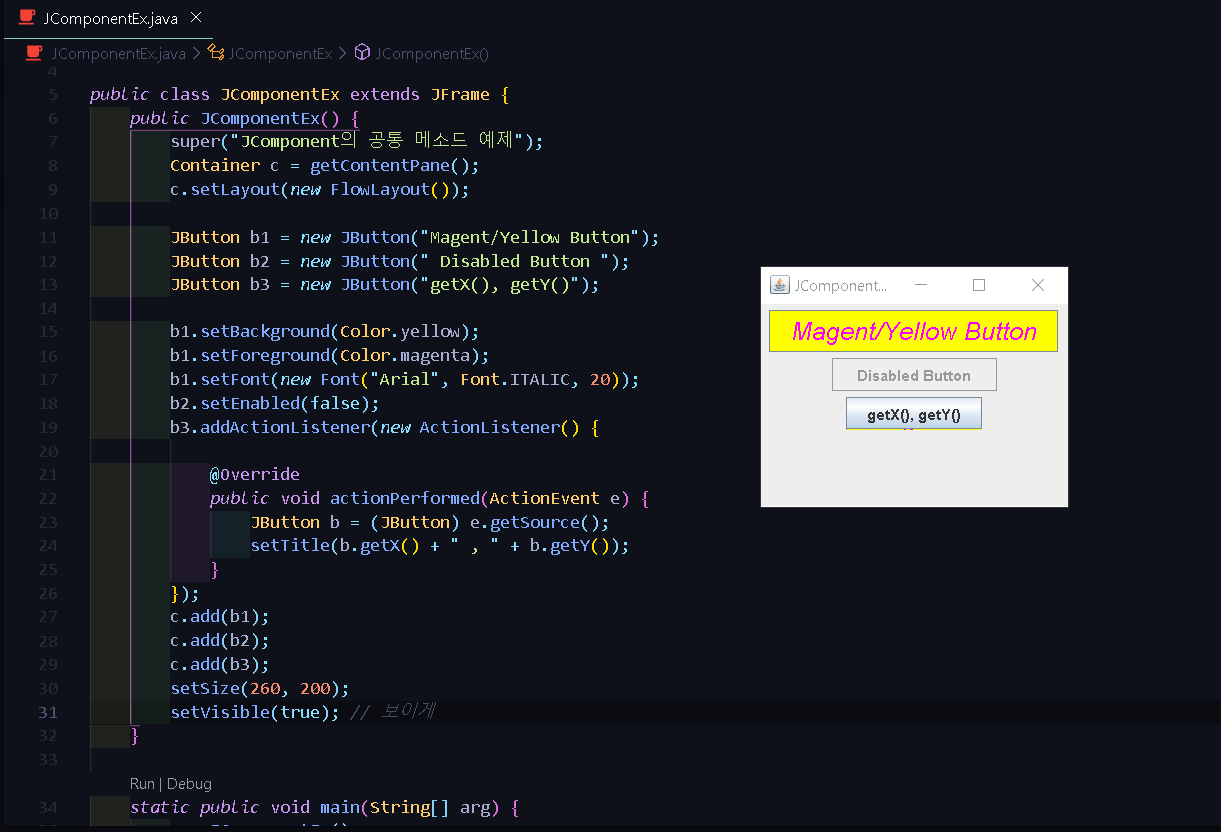 JComponentEx.java
JComponentEx.java > JComponentEx > JComponentEx()
4
5 public class JComponentEx extends JFrame {
6 public JComponentEx() {
7 super("JComponent의 공통 메소드 예제");
8 Container c = getContentPane();
9 c.setLayout(new FlowLayout());
10
11 JButton b1 = new JButton("Magent/Yellow Button");
12 JButton b2 = new JButton(" Disabled Button ");
13 JButton b3 = new JButton("getX(), getY()");
14
15 b1.setBackground(Color.yellow);
16 b1.setForeground(Color.magenta);
17 b1.setFont(new Font("Arial", Font.ITALIC, 20));
18 b2.setEnabled(false);
19 b3.addActionListener(new ActionListener() {
20
21 @Override
22 public void actionPerformed(ActionEvent e) {
23 JButton b = (JButton) e.getSource();
24 setTitle(b.getX() + " , " + b.getY());
25 }
26 });
27 c.add(b1);
28 c.add(b2);
29 c.add(b3);
30 setSize(260, 200);
31 setVisible(true); // 보이게
32 }
33
Run | Debug
34 static public void main(String[] arg) {
JComponent...
Magent/Yellow Button
Disabled Button
getX(), getY()